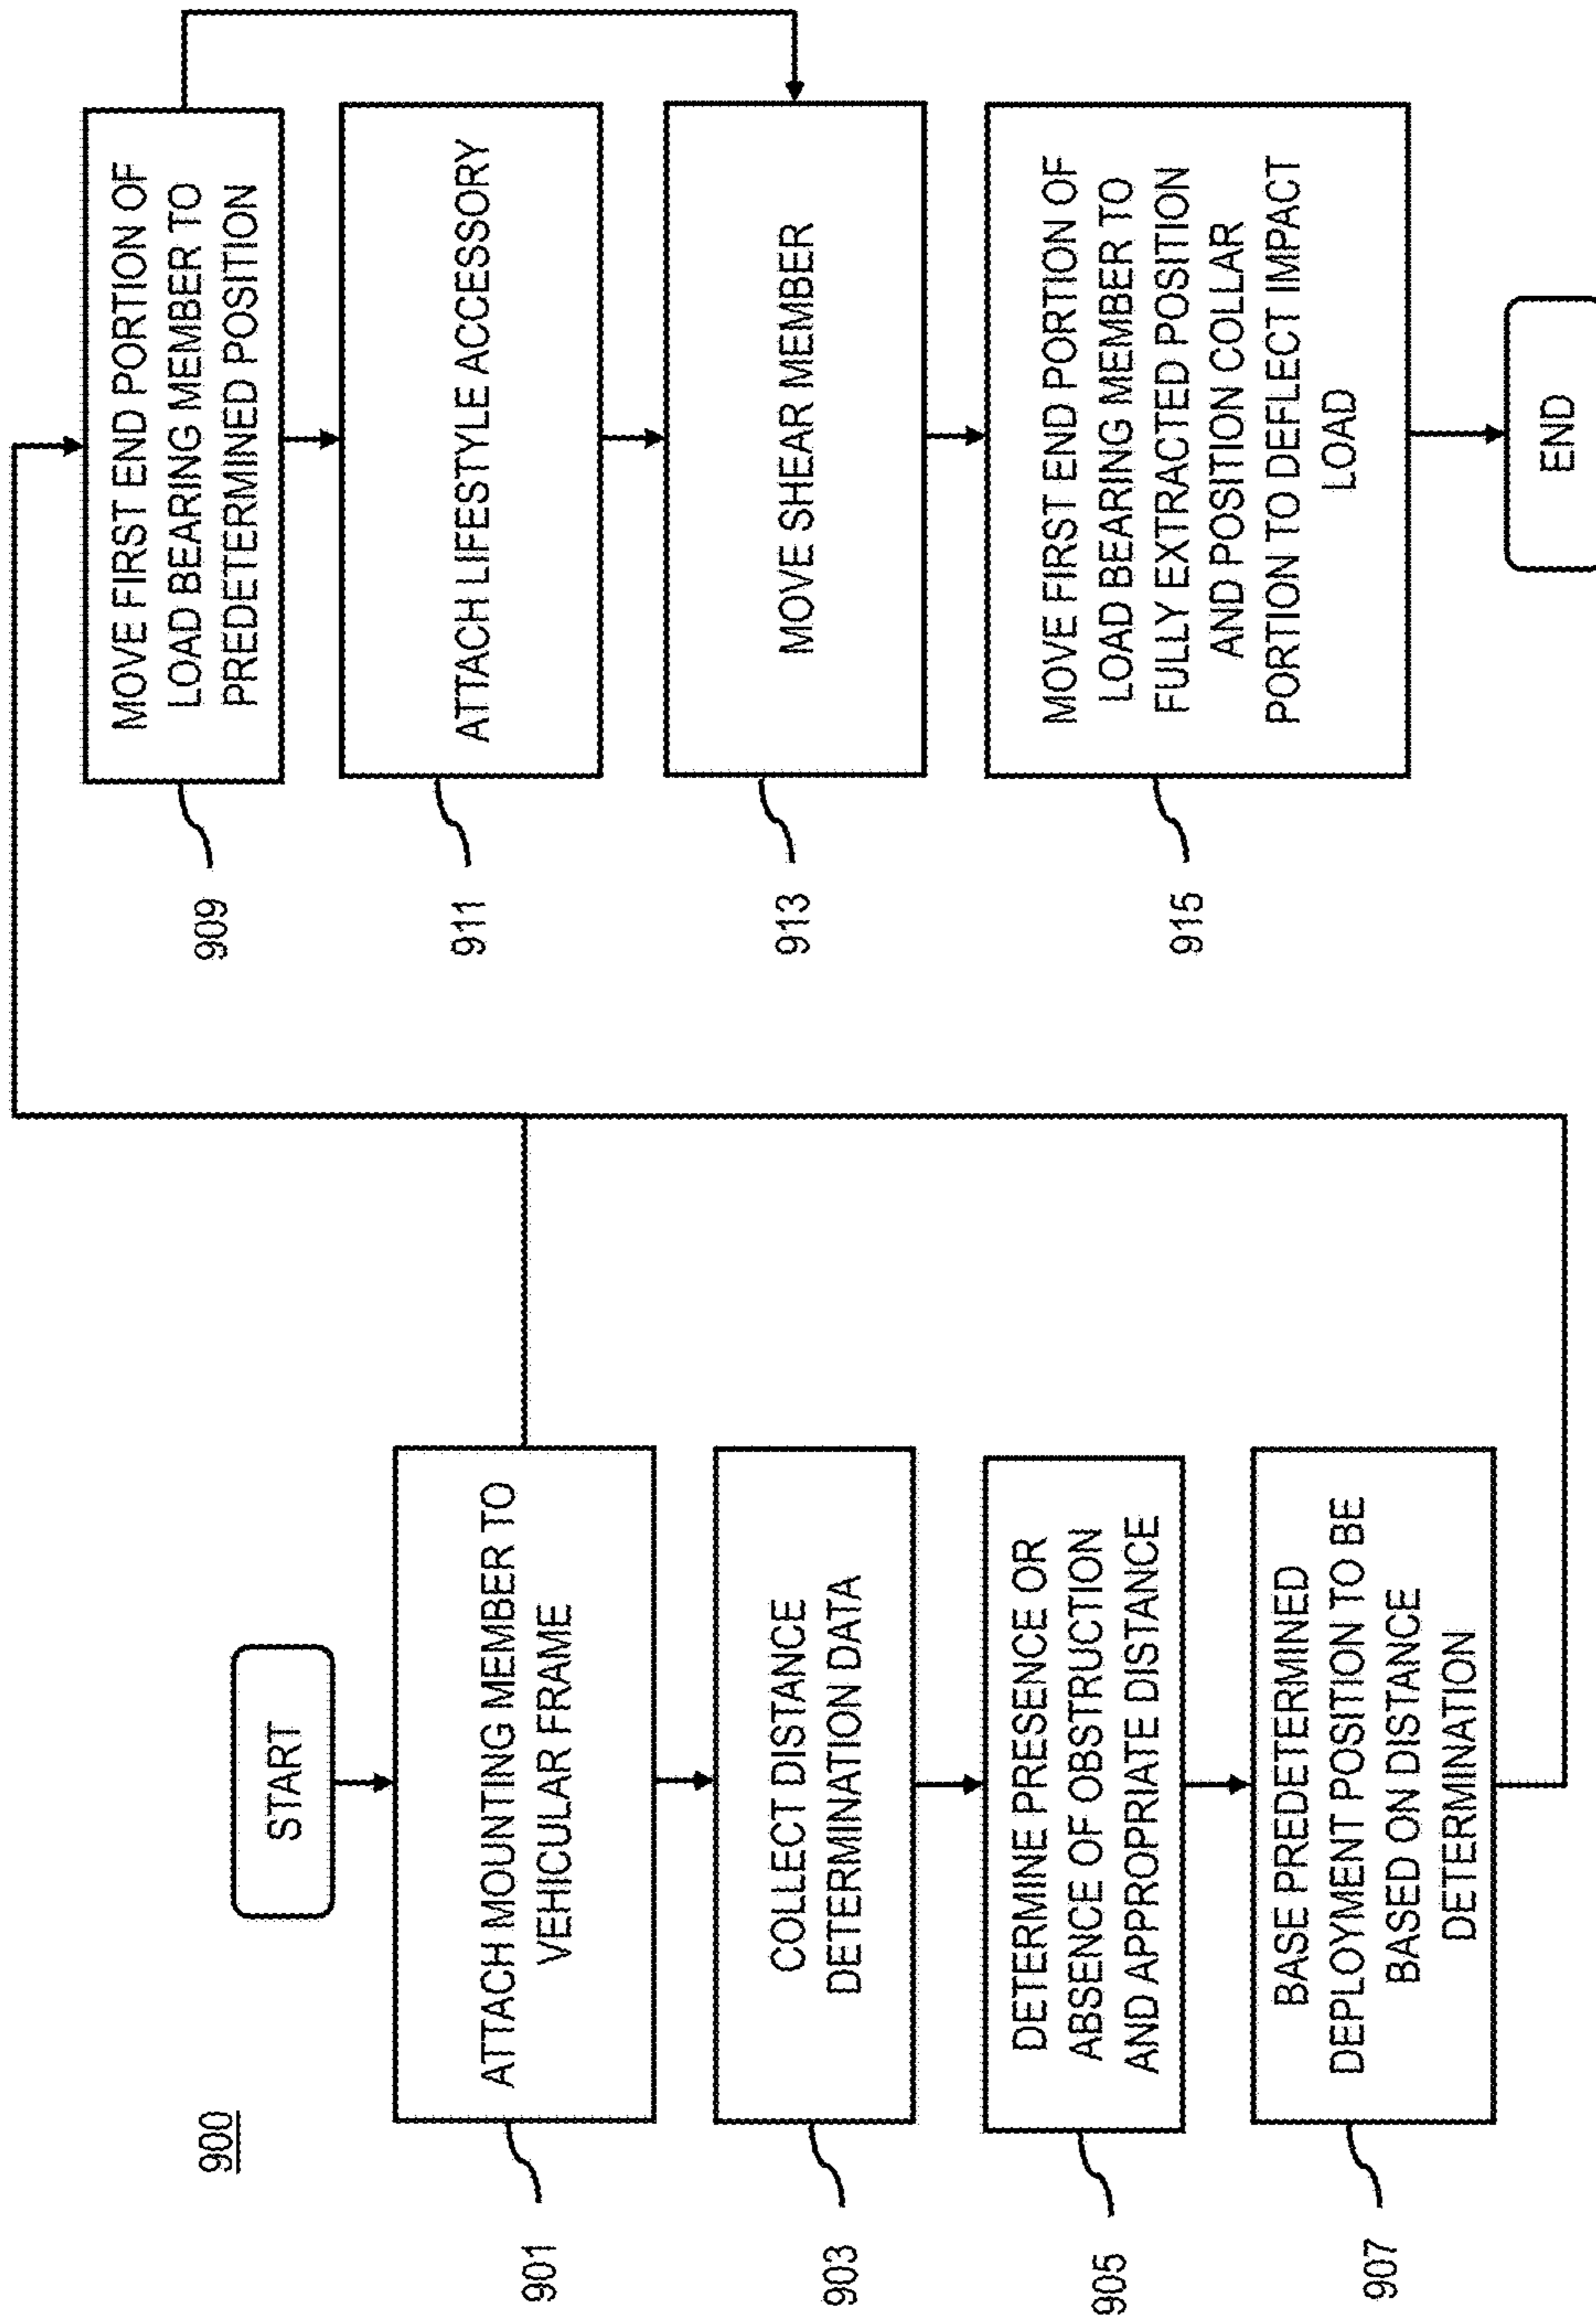 900
START
901
ATTACH MOUNTING MEMBER TO
VEHICULAR FRAME
903
COLLECT DISTANCE
DETERMINATION DATA
905
DETERMINE PRESENCE OR
ABSENCE OF OBSTRUCTION
AND APPROPRIATE DISTANCE
907
BASE PREDETERMINED
DEPLOYMENT POSITION TO BE
BASED ON DISTANCE
DETERMINATION
909
MOVE FIRST END PORTION OF
LOAD BEARING MEMBER TO
PREDETERMINED POSITION
911
ATTACH LIFESTYLE ACCESSORY
913
MOVE SHEAR MEMBER
915
MOVE FIRST END PORTION OF
LOAD BEARING MEMBER TO
FULLY EXTRACTED POSITION
AND POSITION COLLAR
PORTION TO DEFLECT IMPACT
LOAD
END